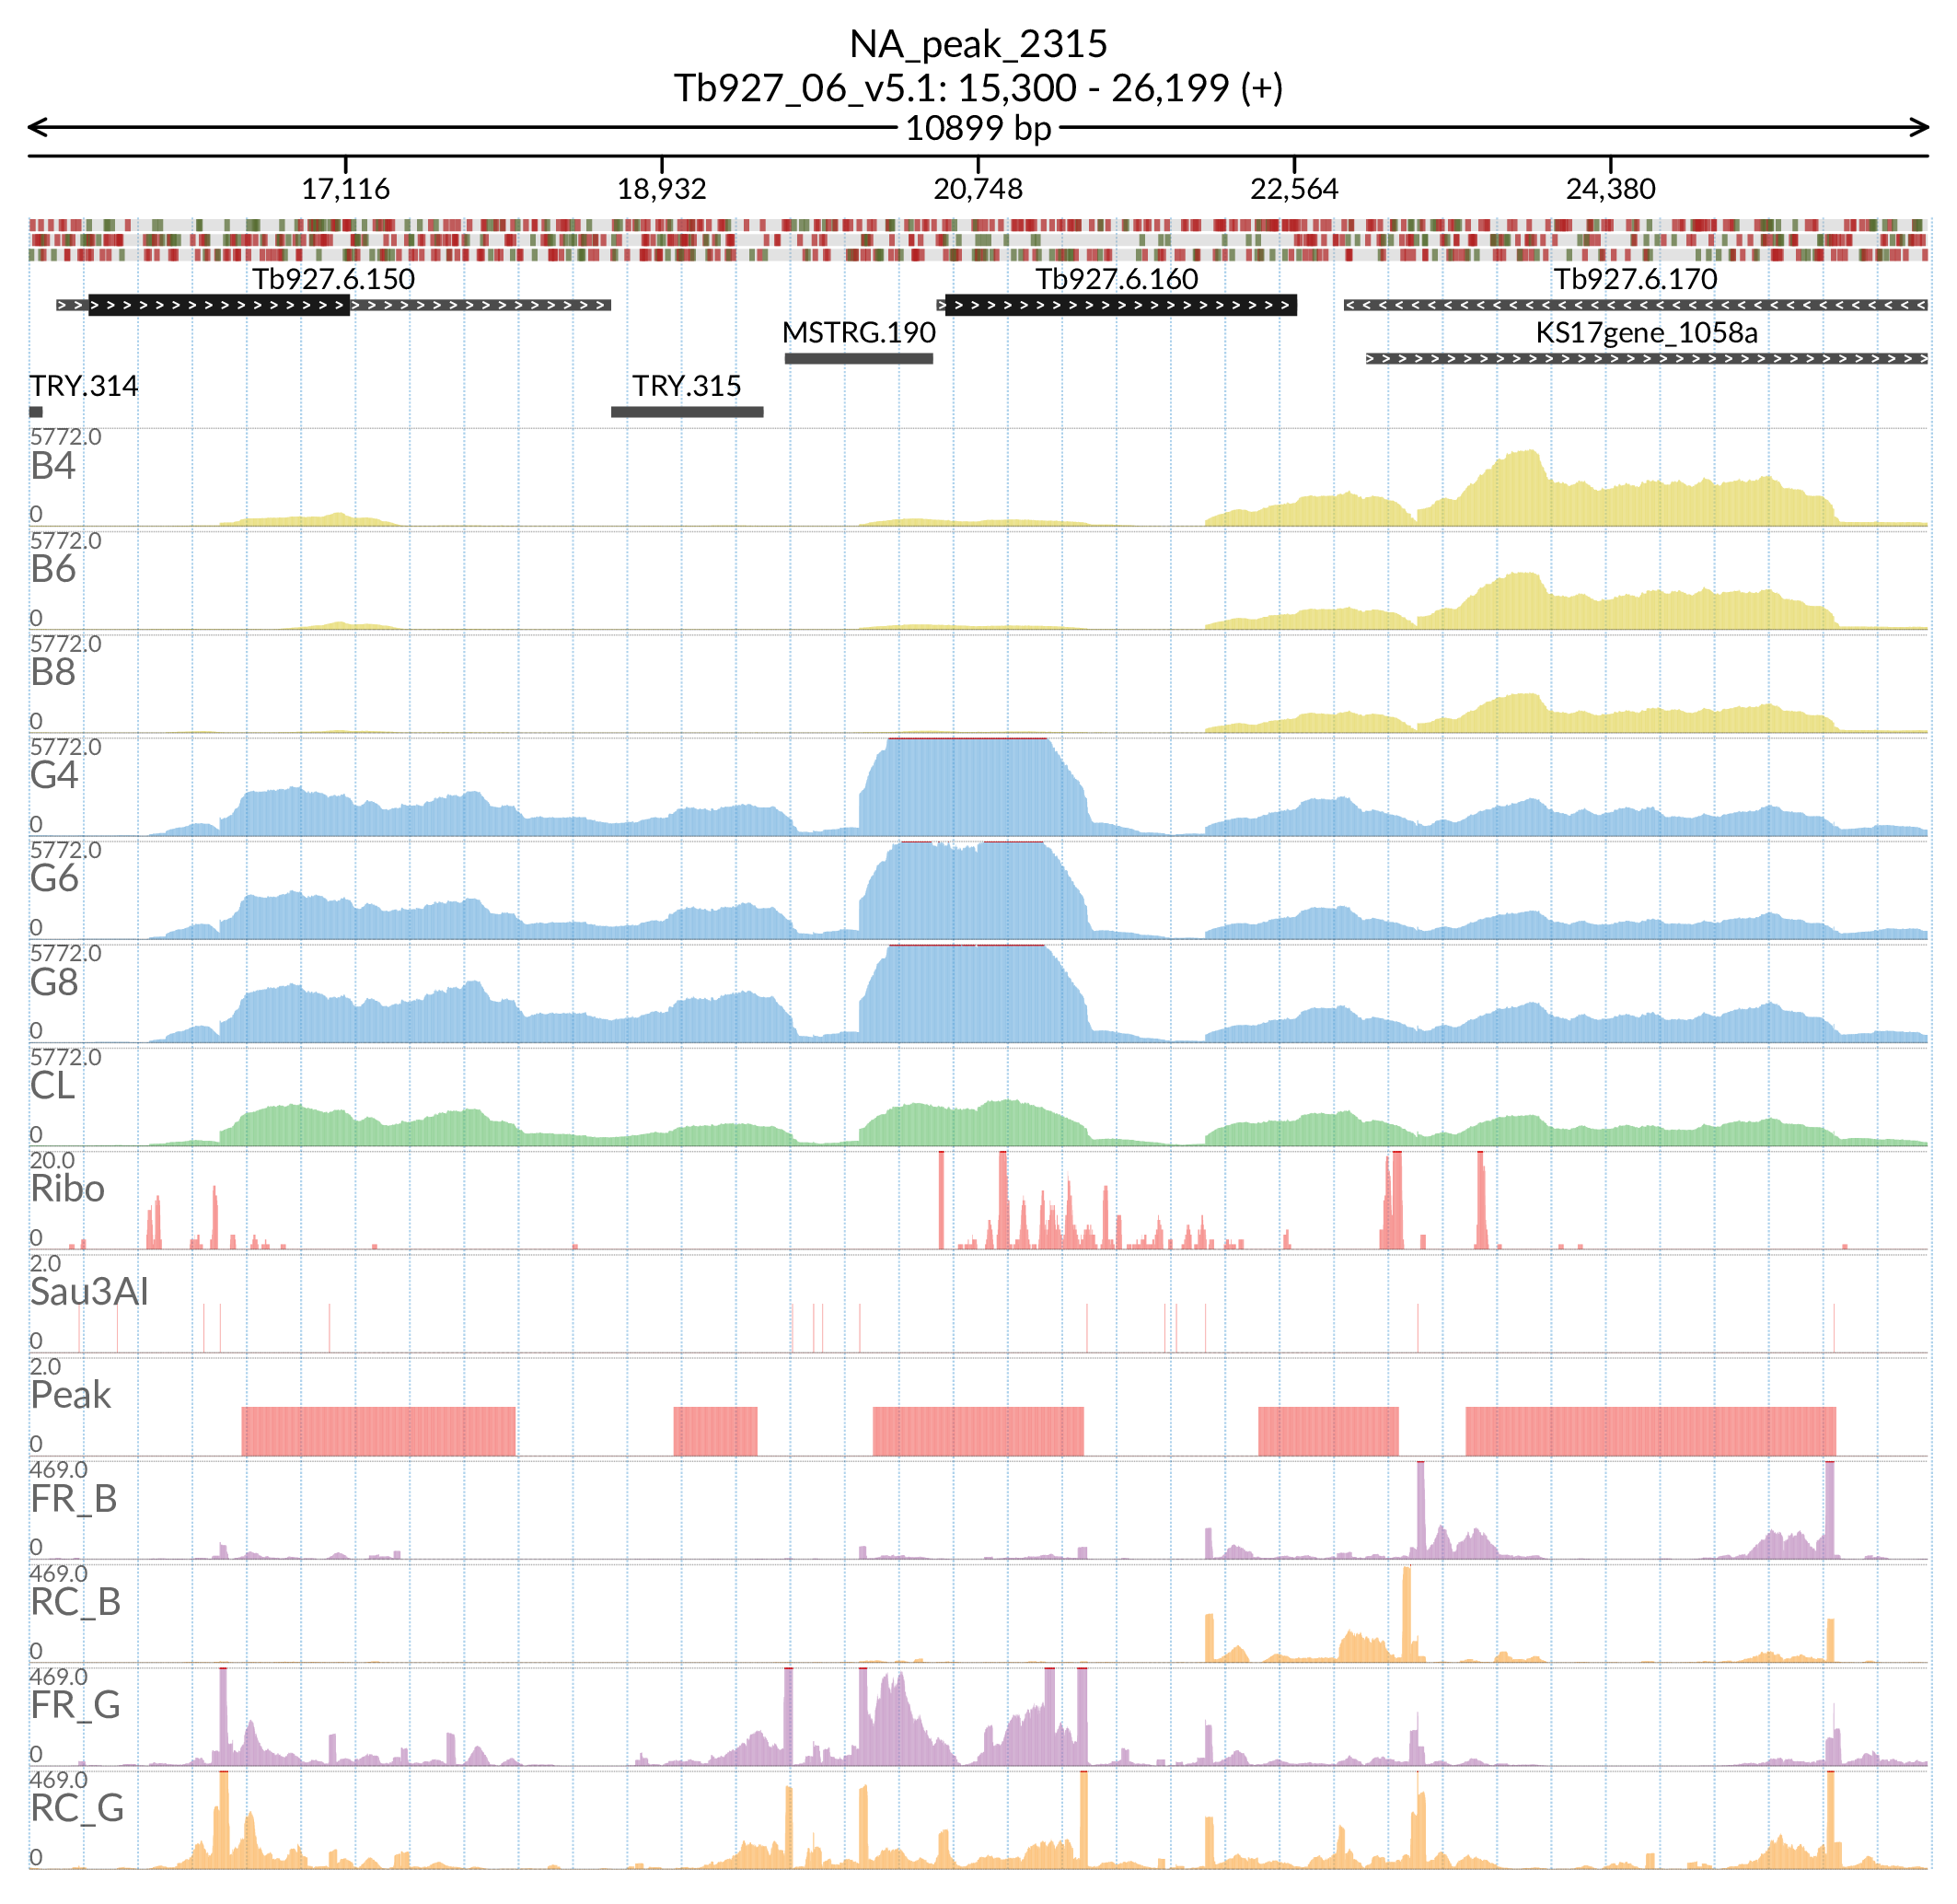 NA_peak_2315
Tb927_06_v5.1: 15,300 - 26,199 (+)
10899 bp
17,116 18,932 20,748 22,564 24,380
Tb927.6.150 Tb927.6.160 Tb927.6.170
MSTRG.190 KS17gene_1058a
TRY.314 TRY.315
5772.0
B4
0
5772.0
B6
0
5772.0
B8
0
5772.0
G4
0
5772.0
G6
0
5772.0
G8
0
5772.0
CL
0
20.0
Ribo
0
2.0
Sau3AI
0
2.0
Peak
0
469.0
FR_B
0
469.0
RC_B
0
469.0
FR_G
0
469.0
RC_G
0